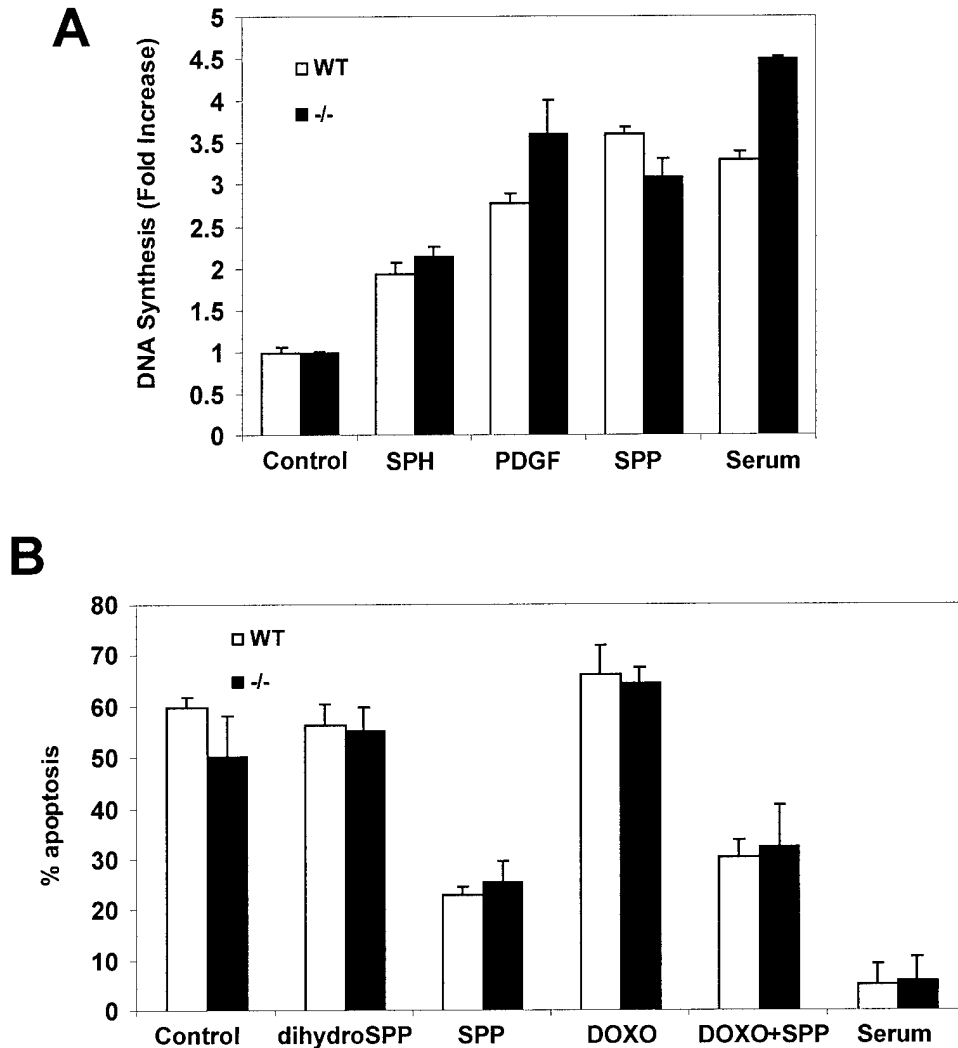 A
DNA Synthesis (Fold Increase)
5
4.5
4
3.5
3
2.5
2
1.5
1
0.5
0
WT
-/-
Control SPH PDGF SPP Serum
B
% apoptosis
80
70
60
50
40
30
20
10
0
WT
-/-
Control dihydroSPP SPP DOXO DOXO+SPP Serum